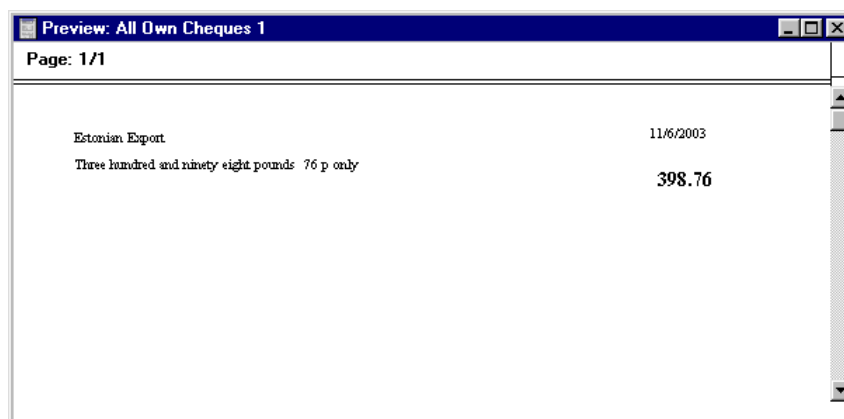 Preview: All Own Cheques 1
Page: 1/1
Estonian Export
11/6/2003
Three hundred and ninety eight pounds  76 p only
398.76